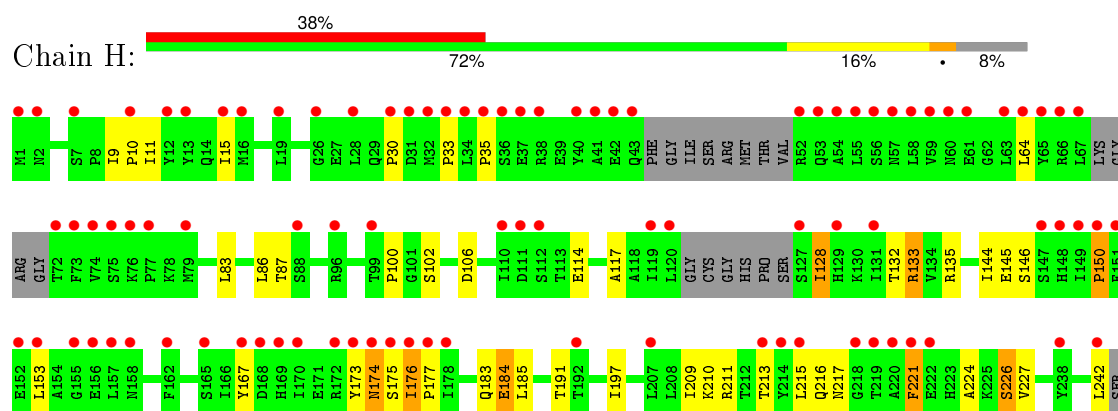 38%
Chain H:
72% 16% • 8%
M1 N2 S7 P8 I9 P10 I11 Y12 Y13 Q14 I15 M16 L19 G26 E27 L28 Q29 P30 D31 M32 P33 L34 P35 S36 E37 R38 E39 Y40 A41 E42 Q43 PHE GLY ILE SER ARG MET THR VAL R52 Q53 A54 L55 S56 N57 L58 V59 N60 E61 G62 L63 L64 Y65 R66 L67 LYS GLY
ARG GLY T72 F73 V74 S75 K76 P77 K78 M79 L83 L86 T87 S88 R96 T99 P100 G101 S102 D106 I110 D111 S112 T113 E114 A117 A118 I119 L120 GLY CYS GLY HIS PRO SER S127 I128 H129 K130 I131 T132 R133 V134 R135 I144 E145 S146 S147 H148 I149 P150
E152 L153 A154 G155 E156 L157 N158 F162 S165 I166 Y167 D168 H169 I170 E171 R172 Y173 N174 S175 I176 P177 I178 Q183 E184 L185 T191 T192 I197 L207 L208 I209 K210 R211 T212 T213 Y214 L215 Q216 N217 G218 T219 A220 F221 E222 H223 A224 K225 S226 V227 Y238 L242